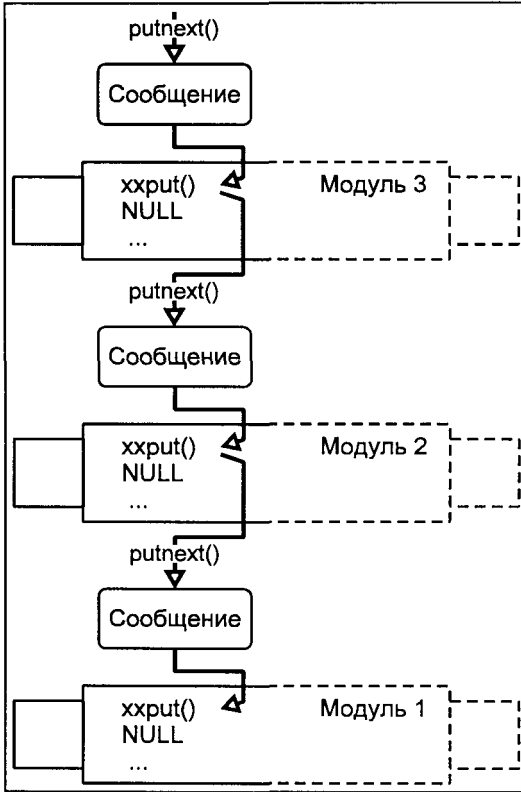 putnext()
Сообщение
xxput()
Модуль 3
NULL
...
putnext()
Сообщение
xxput()
Модуль 2
NULL
...
putnext()
Сообщение
xxput()
Модуль 1
NULL
...